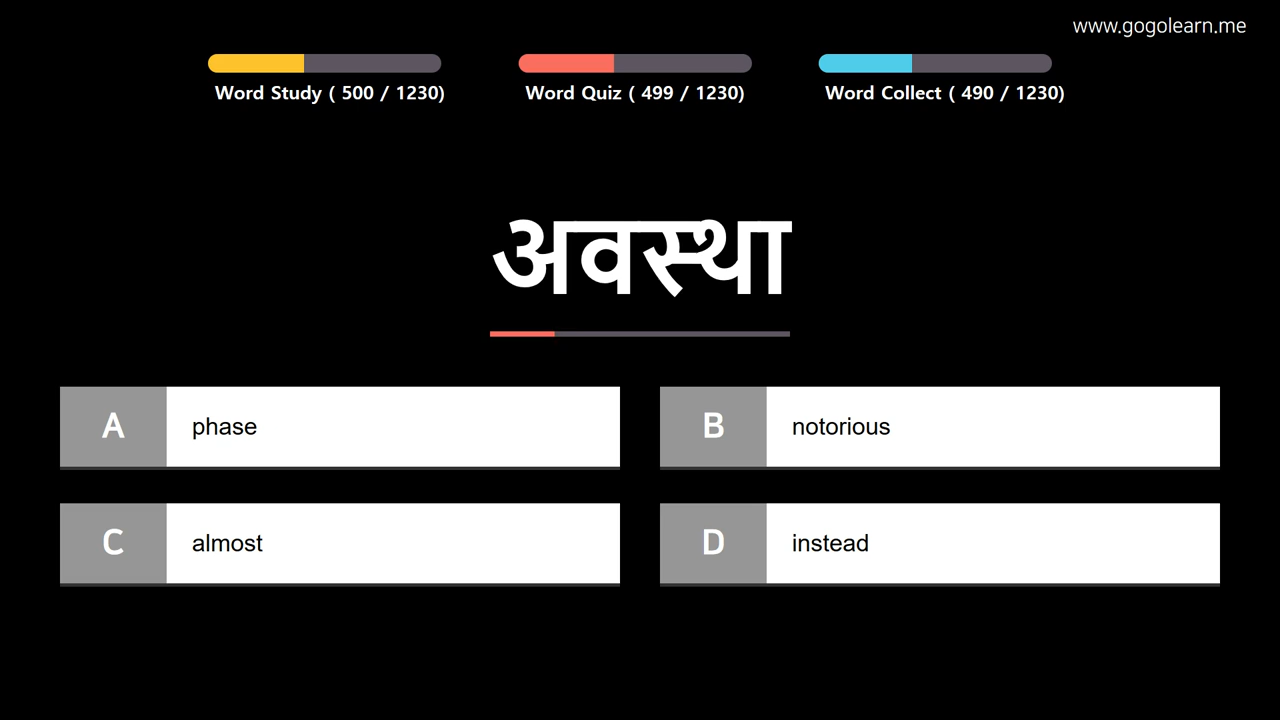 www.gogolearn.me
Word Study ( 500 / 1230)
Word Quiz ( 499 / 1230)
Word Collect ( 490 / 1230)
अवस्था
A phase
B notorious
C almost
D instead